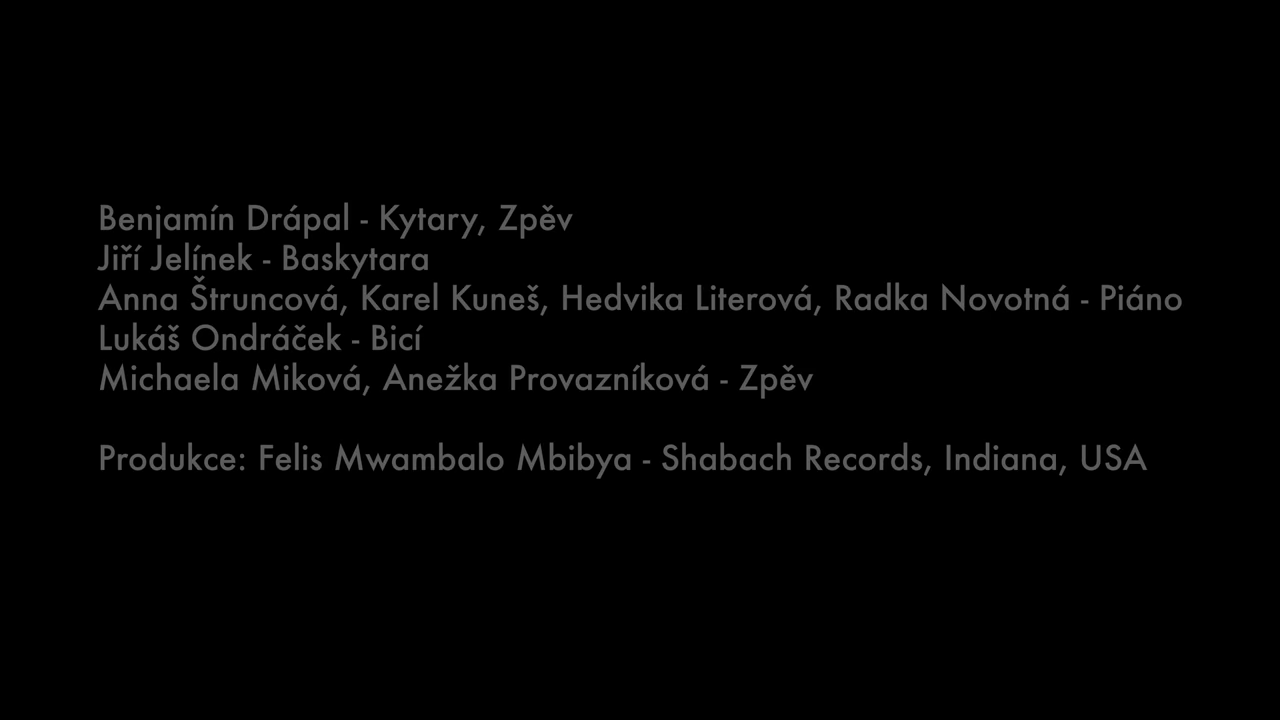 Benjamín Drápal - Kytary, Zpěv
Jiří Jelínek - Baskytara
Anna Štruncová, Karel Kuneš, Hedvika Literová, Radka Novotná - Piáno
Lukáš Ondráček - Bicí
Michaela Miková, Anežka Provazníková - Zpěv
Produkce: Felis Mwambalo Mbibya - Shabach Records, Indiana, USA